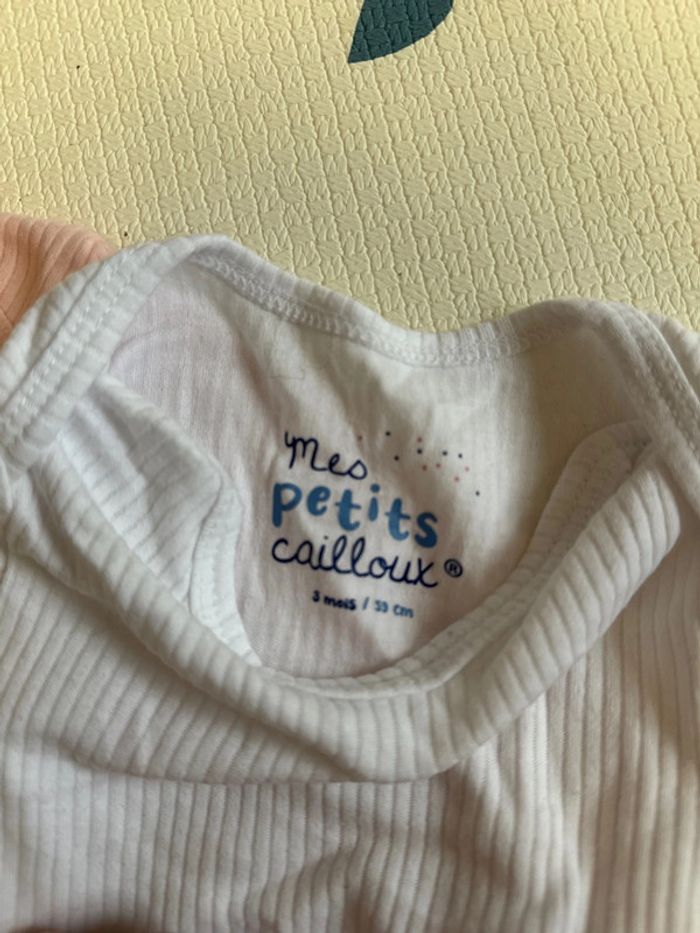 mes
petits
cailloux®
3 mois / 59 cm